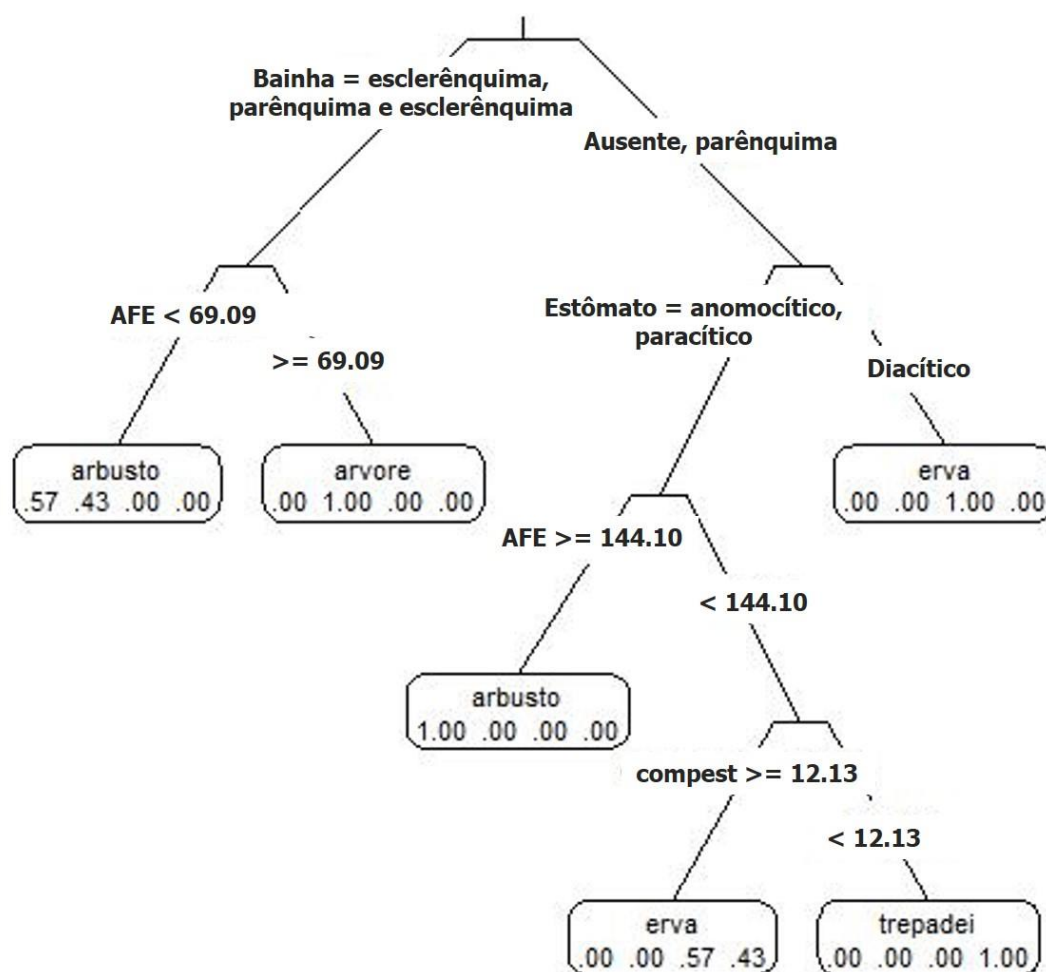 Bainha = esclerênquima,
parênquima e esclerênquima
Ausente, parênquima
AFE < 69.09
>= 69.09
Estômato = anomocítico,
paracítico
Diacítico
arbusto
.57 .43 .00 .00
arvore
.00 1.00 .00 .00
erva
.00 .00 1.00 .00
AFE >= 144.10
< 144.10
arbusto
1.00 .00 .00 .00
compest >= 12.13
< 12.13
erva
.00 .00 .57 .43
trepadei
.00 .00 .00 1.00